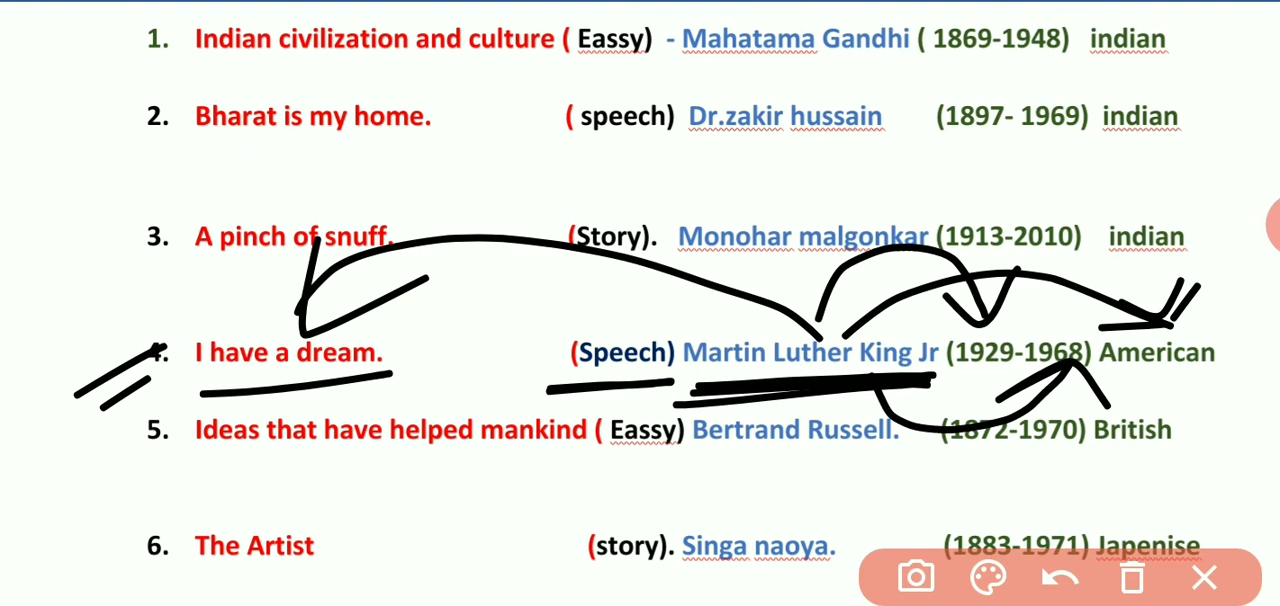 1. Indian civilization and culture ( Eassy) - Mahatama Gandhi ( 1869-1948) indian
2. Bharat is my home. ( speech) Dr.zakir hussain (1897- 1969) indian
3. A pinch of snuff. (Story). Monohar malgonkar (1913-2010) indian
4. I have a dream. (Speech) Martin Luther King Jr (1929-1968) American
5. Ideas that have helped mankind ( Eassy) Bertrand Russell. (1872-1970) British
6. The Artist (story). Singa naoya. (1883-1971) Japenise